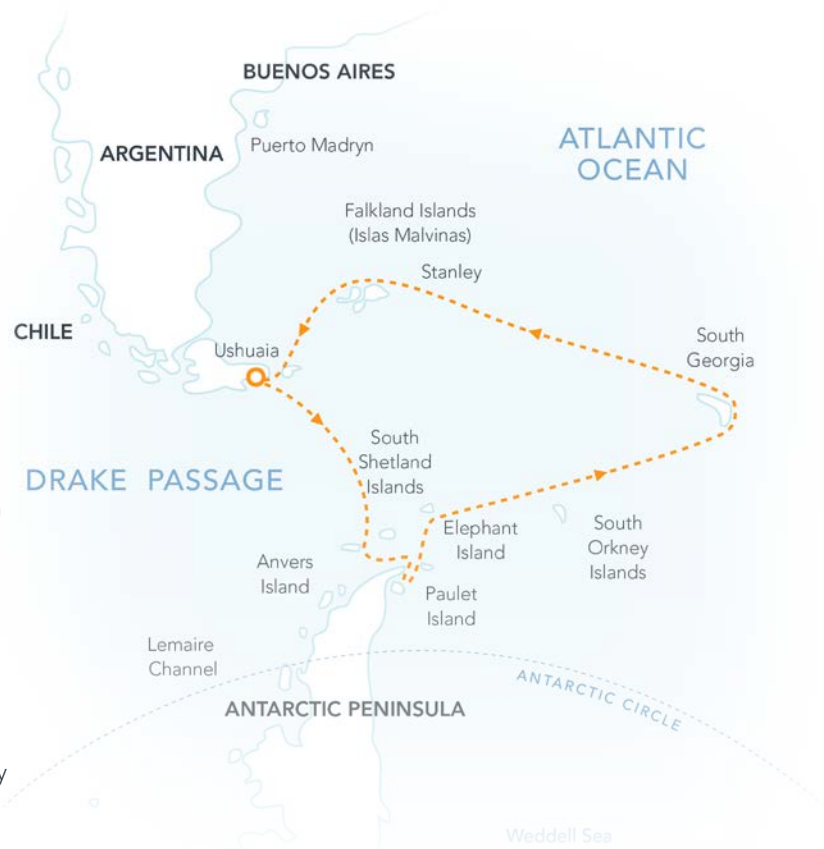 BUENOS AIRES
ATLANTIC
OCEAN
ARGENTINA
Puerto Madryn
Falkland Islands
(Islas Malvinas)
Stanley
CHILE
Ushuaia
South
Georgia
South
Shetland
Islands
DRAKE PASSAGE
Elephant
Island
South
Orkney
Islands
Anvers
Island
Paulet
Island
Lemaire
Channel
ANTARCTIC CIRCLE
ANTARCTIC PENINSULA
y
Weddell Sea